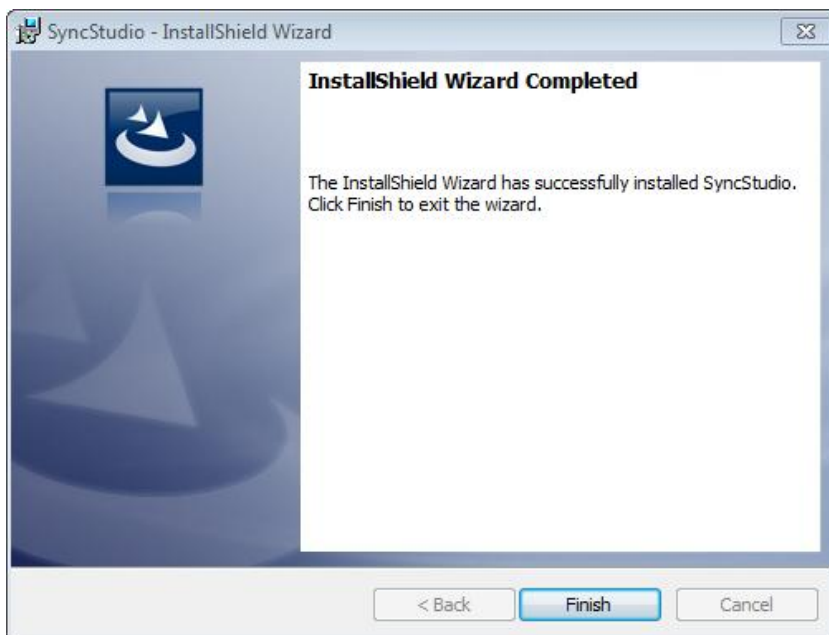 SyncStudio - InstallShield Wizard
InstallShield Wizard Completed
The InstallShield Wizard has successfully installed SyncStudio.
Click Finish to exit the wizard.
< Back
Finish
Cancel